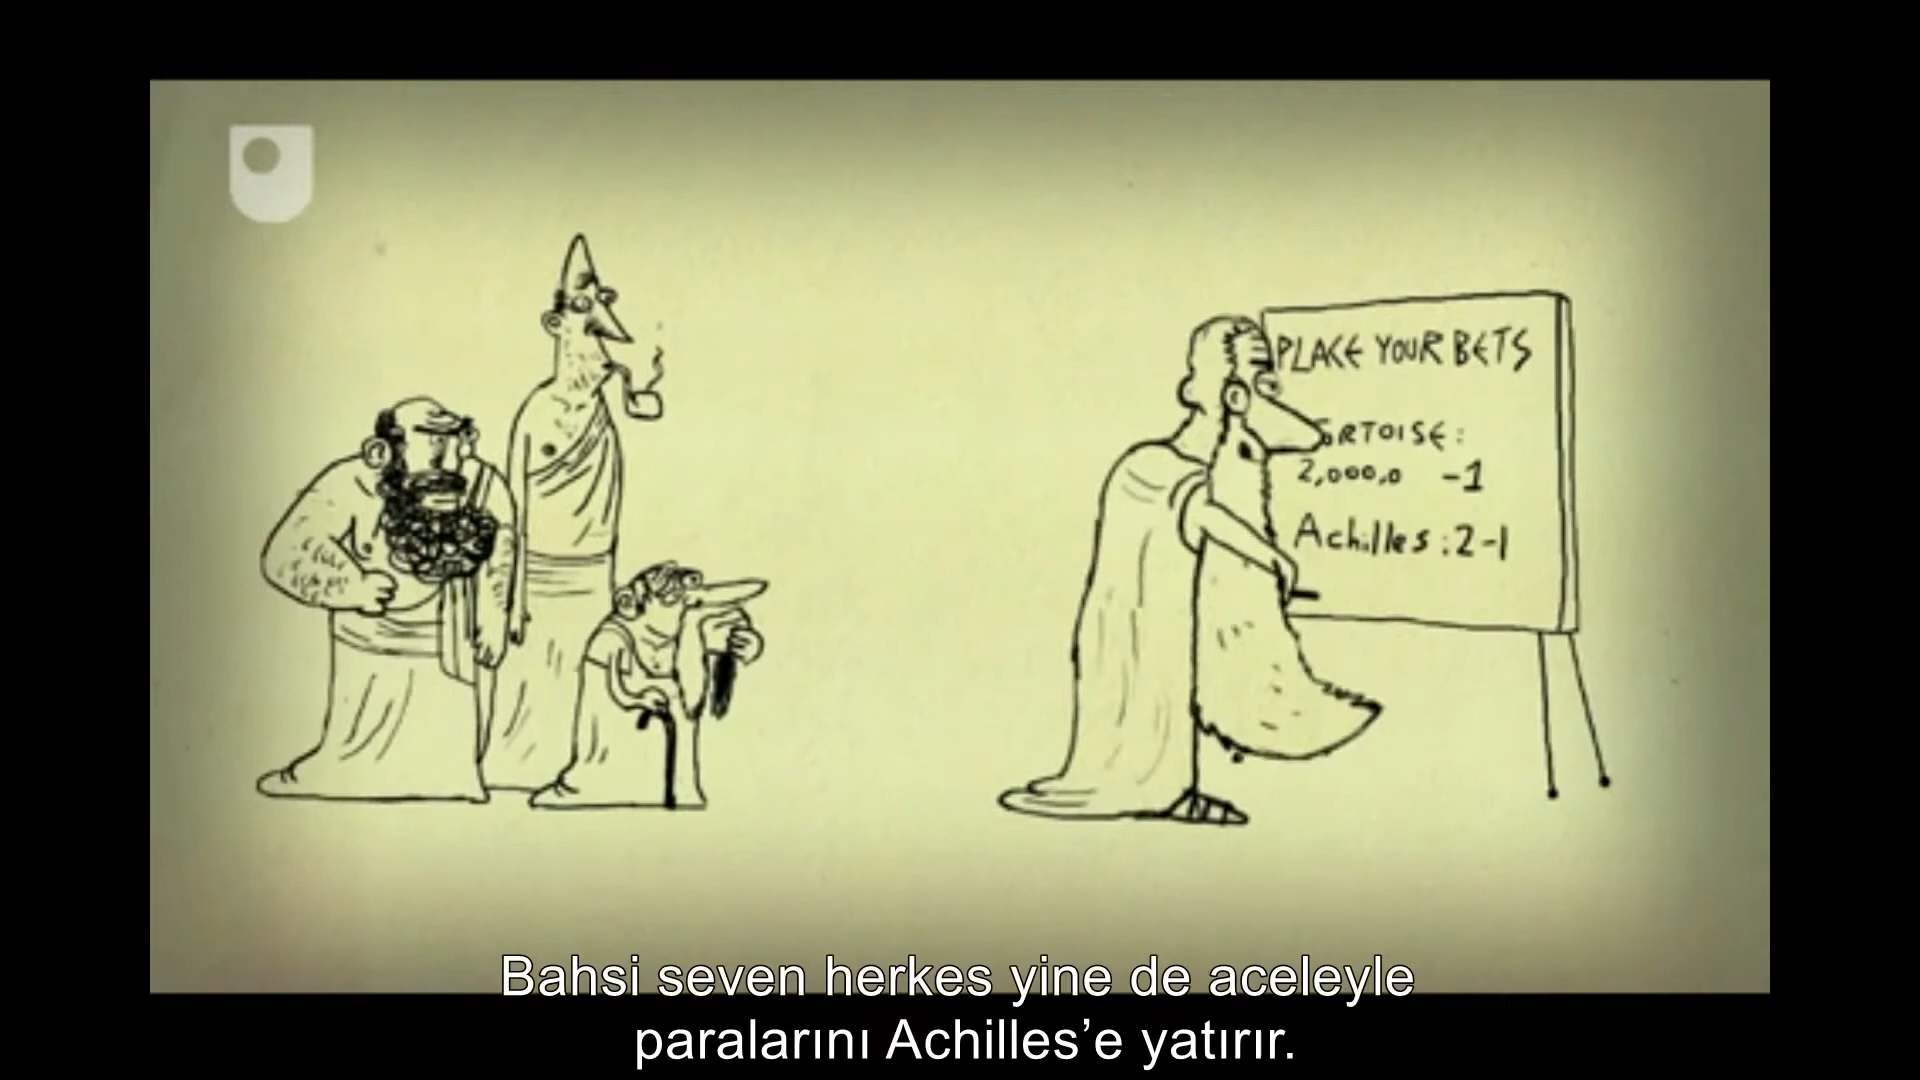 PLACE YOUR BETS
ORTOISE:
2,000,0 -1
Achilles:2-1
Bahsi seven herkes yine de aceleyle
paralarını Achilles’e yatırır.